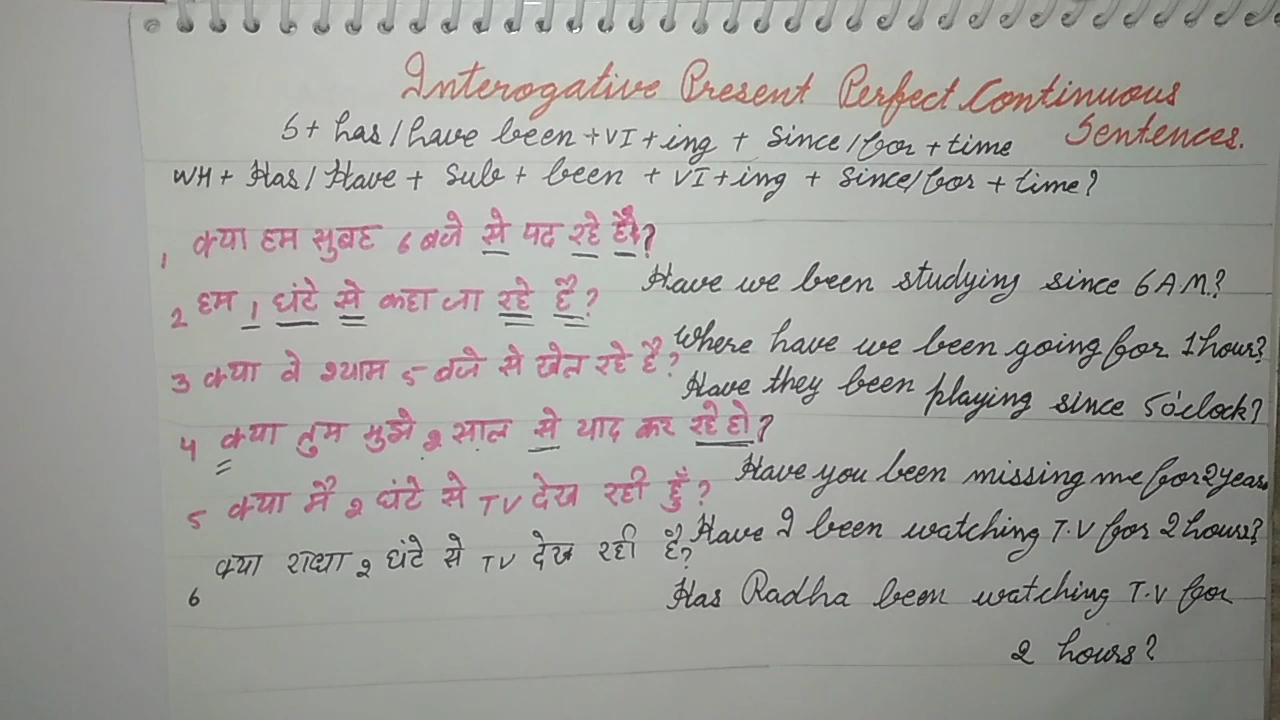 Interogative Present Perfect Continuous
Sentences.
S + has/have been + VI + ing + Since/for + time
WH + Has/Have + Sub + been + VI + ing + Since/for + time?
1 क्या हम सुबह 6 बजे से पढ रहे हैं?
Have we been studying since 6 A.M.?
2 हम 1 घंटे से कहा जा रहे है?
Where have we been going for 1 hour?
3 क्या वे श्याम 5 बजे से खेल रहे है?
Have they been playing since 5 o'clock?
4 क्या तुम मुझे 2 साल से याद कर रहे हो?
Have you been missing me for 2 years
5 क्या मै 2 घंटे से TV देख रही हुँ?
Have I been watching T.V for 2 hours?
6 क्या राधा 2 घंटे से TV देख रही है?
Has Radha been watching T.V for
2 hours?